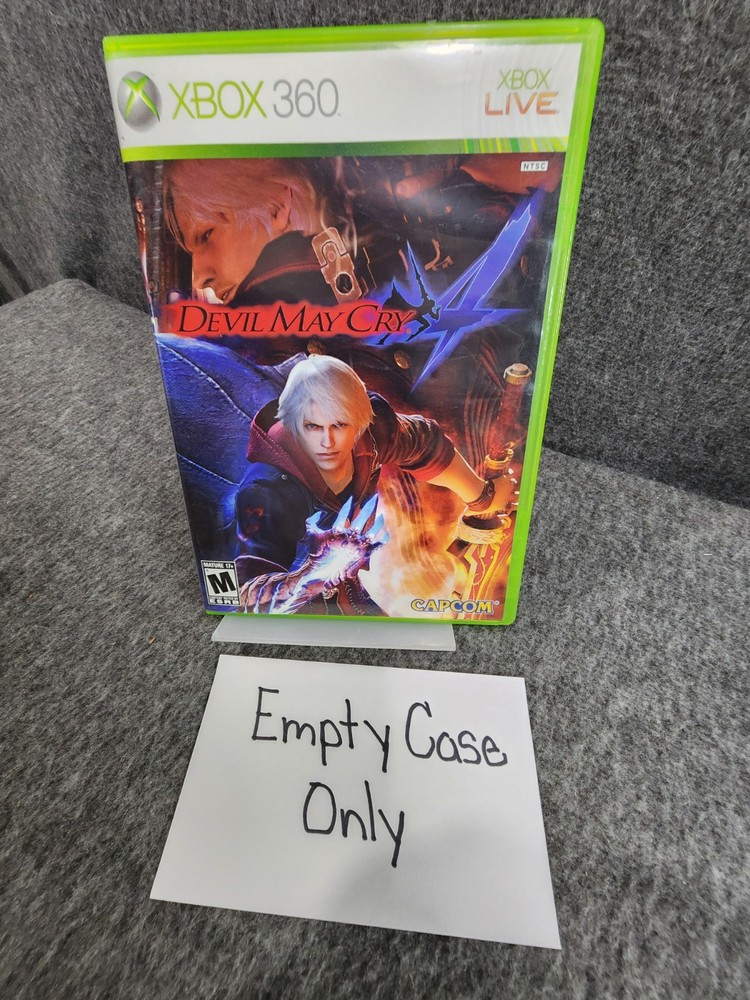 XBOX 360
XBOX
LIVE
NTSC
DEVIL MAY CRY 4
MATURE 17+
M
ESRB
CAPCOM
Empty Case
Only